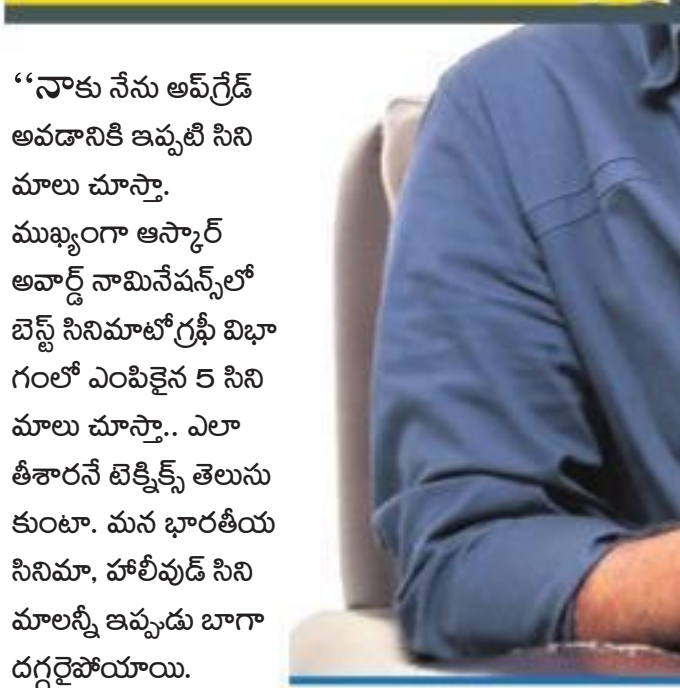 ‘‘నాకు నేను అప్‌గ్రేడ్
అవడానికి ఇప్పటి సిని
మాలు చూస్తా.
ముఖ్యంగా ఆస్కార్
అవార్డ్ నామినేషన్స్‌లో
బెస్ట్ సినిమాటోగ్రఫీ విభా
గంలో ఎంపికైన 5 సిని
మాలు చూస్తా.. ఎలా
తీశారనే టెక్నిక్స్ తెలుసు
కుంటా. మన భారతీయ
సినిమా, హాలీవుడ్ సిని
మాలన్నీ ఇప్పుడు బాగా
దగ్గరైపోయాయి.